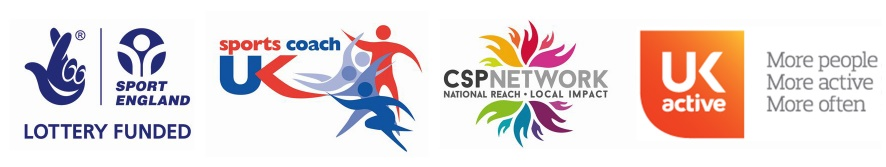 ®
SPORT
ENGLAND
LOTTERY FUNDED
sports coach
UK
CSPNETWORK
NATIONAL REACH • LOCAL IMPACT
UK
active
More people
More active
More often